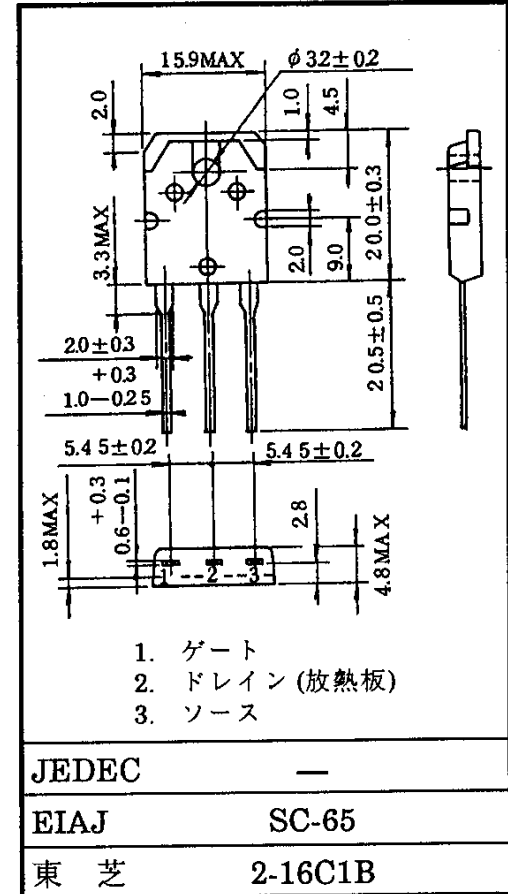 15.9MAX
φ32±0.2
2.0
1.0
4.5
3.3MAX
2.0
9.0
20.0±0.3
2.0±0.3
+0.3
1.0−0.25
20.5±0.5
5.45±0.2
5.45±0.2
1.8MAX
+0.3
0.6−0.1
2.8
4.8MAX
1 2 3
1. ゲート
2. ドレイン (放熱板)
3. ソース
JEDEC —
EIAJ SC-65
東芝 2-16C1B